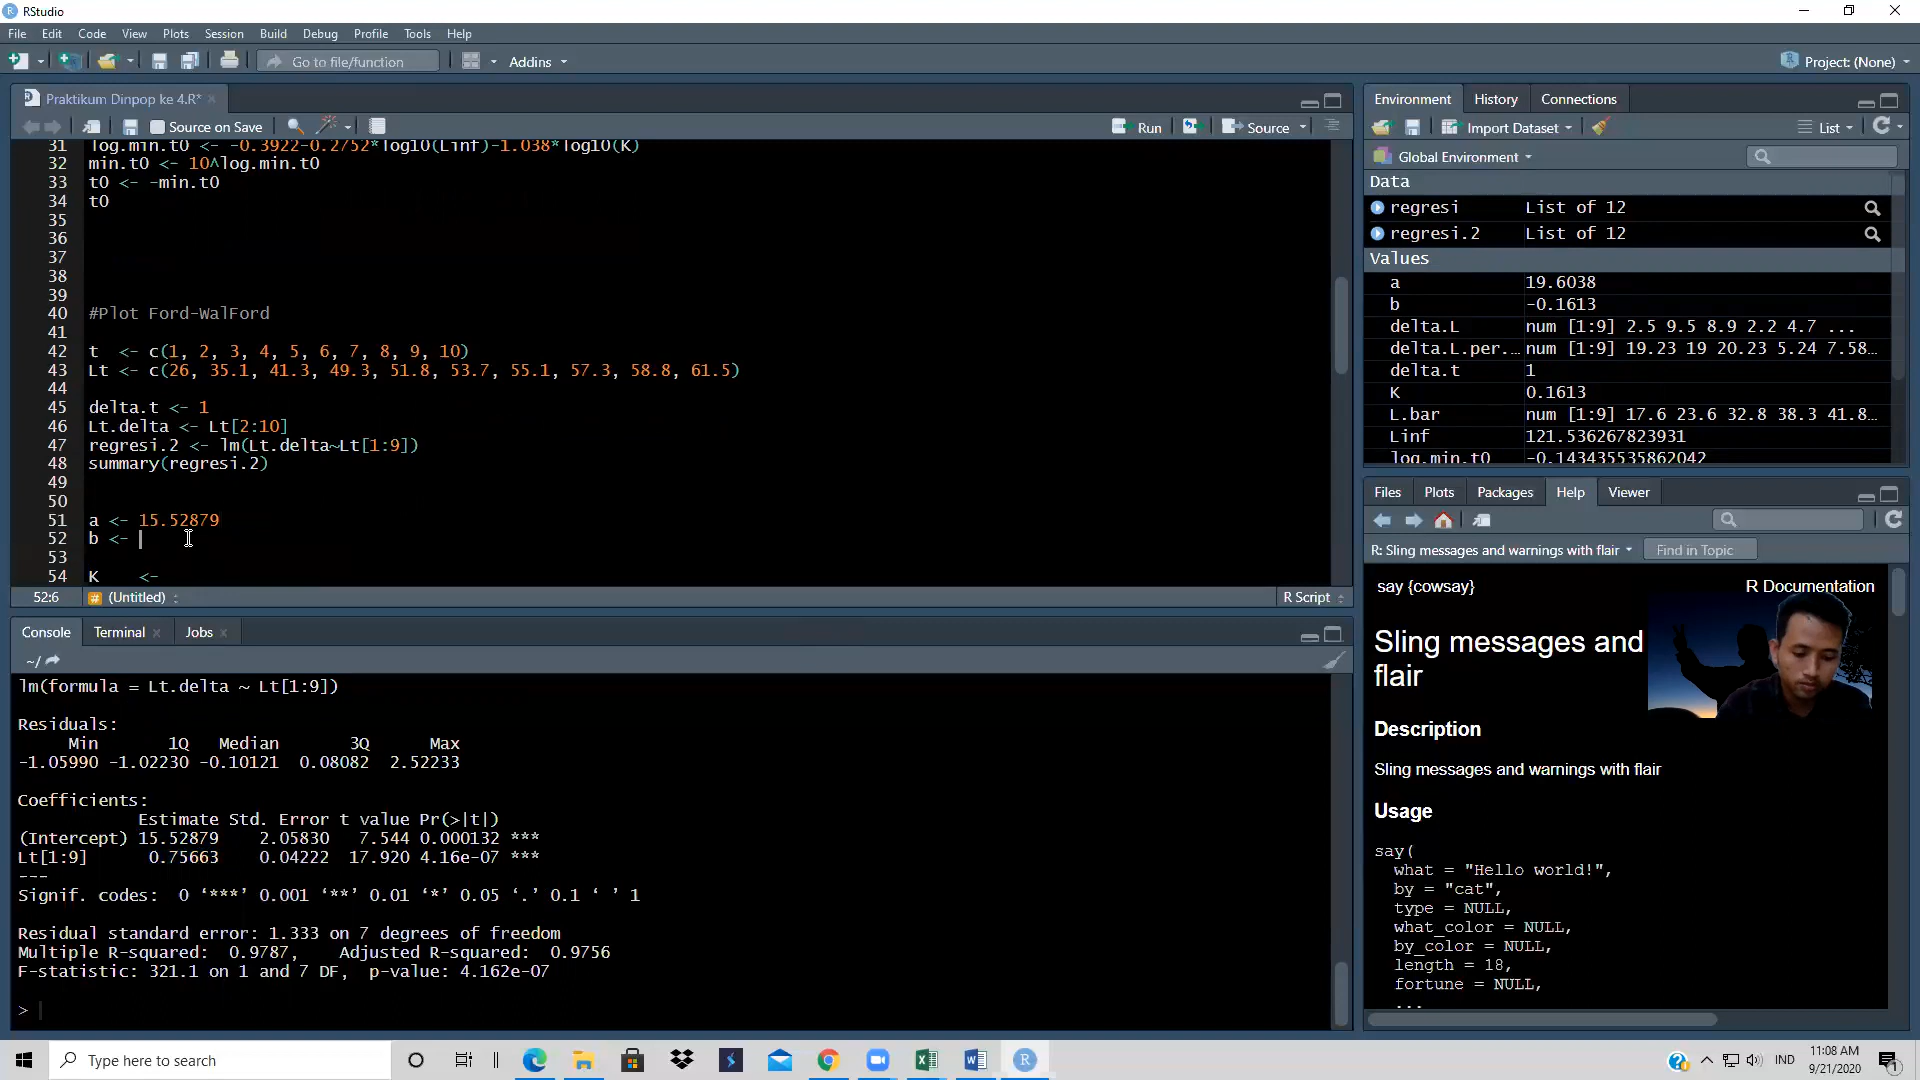 RStudio
File Edit Code View Plots Session Build Debug Profile Tools Help
Go to file/function Addins Project: (None)
Praktikum Dinpop ke 4.R*
Source on Save Run Source
31 log.min.t0 <- -0.3922-0.2752*log10(Linf)-1.038*log10(K)
32 min.t0 <- 10^log.min.t0
33 t0 <- -min.t0
34 t0
35
36
37
38
39
40 #Plot Ford-WalFord
41
42 t  <- c(1, 2, 3, 4, 5, 6, 7, 8, 9, 10)
43 Lt <- c(26, 35.1, 41.3, 49.3, 51.8, 53.7, 55.1, 57.3, 58.8, 61.5)
44
45 delta.t <- 1
46 Lt.delta <- Lt[2:10]
47 regresi.2 <- lm(Lt.delta~Lt[1:9])
48 summary(regresi.2)
49
50
51 a <- 15.52879
52 b <-
53
54 K    <-
52:6 # (Untitled) R Script
Console Terminal Jobs
~/
lm(formula = Lt.delta ~ Lt[1:9])
Residuals:
Min 1Q Median 3Q Max
-1.05990 -1.02230 -0.10121 0.08082 2.52233
Coefficients:
Estimate Std. Error t value Pr(>|t|)
(Intercept) 15.52879 2.05830 7.544 0.000132 ***
Lt[1:9] 0.75663 0.04222 17.920 4.16e-07 ***
---
Signif. codes: 0 ‘***’ 0.001 ‘**’ 0.01 ‘*’ 0.05 ‘.’ 0.1 ‘ ’ 1
Residual standard error: 1.333 on 7 degrees of freedom
Multiple R-squared: 0.9787, Adjusted R-squared: 0.9756
F-statistic: 321.1 on 1 and 7 DF, p-value: 4.162e-07
>
Environment History Connections
Import Dataset List
Global Environment
Data
regresi List of 12
regresi.2 List of 12
Values
a 19.6038
b -0.1613
delta.L num [1:9] 2.5 9.5 8.9 2.2 4.7 ...
delta.L.per.… num [1:9] 19.23 19 20.23 5.24 7.58…
delta.t 1
K 0.1613
L.bar num [1:9] 17.6 23.6 32.8 38.3 41.8…
Linf 121.536267823931
log.min.t0 -0.143435535862042
Files Plots Packages Help Viewer
R: Sling messages and warnings with flair Find in Topic
say {cowsay} R Documentation
Sling messages and
flair
Description
Sling messages and warnings with flair
Usage
say(
what = "Hello world!",
by = "cat",
type = NULL,
what_color = NULL,
by_color = NULL,
length = 18,
fortune = NULL,
...
Type here to search
IND
11:08 AM
9/21/2020
1